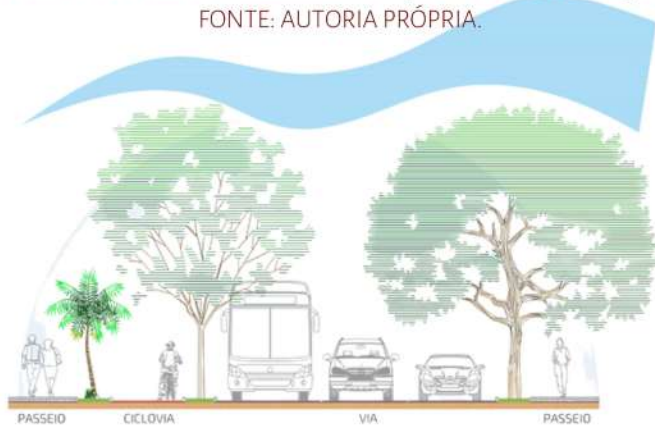 FONTE: AUTORIA PRÓPRIA.
PASSEIO CICLOVIA VIA PASSEIO